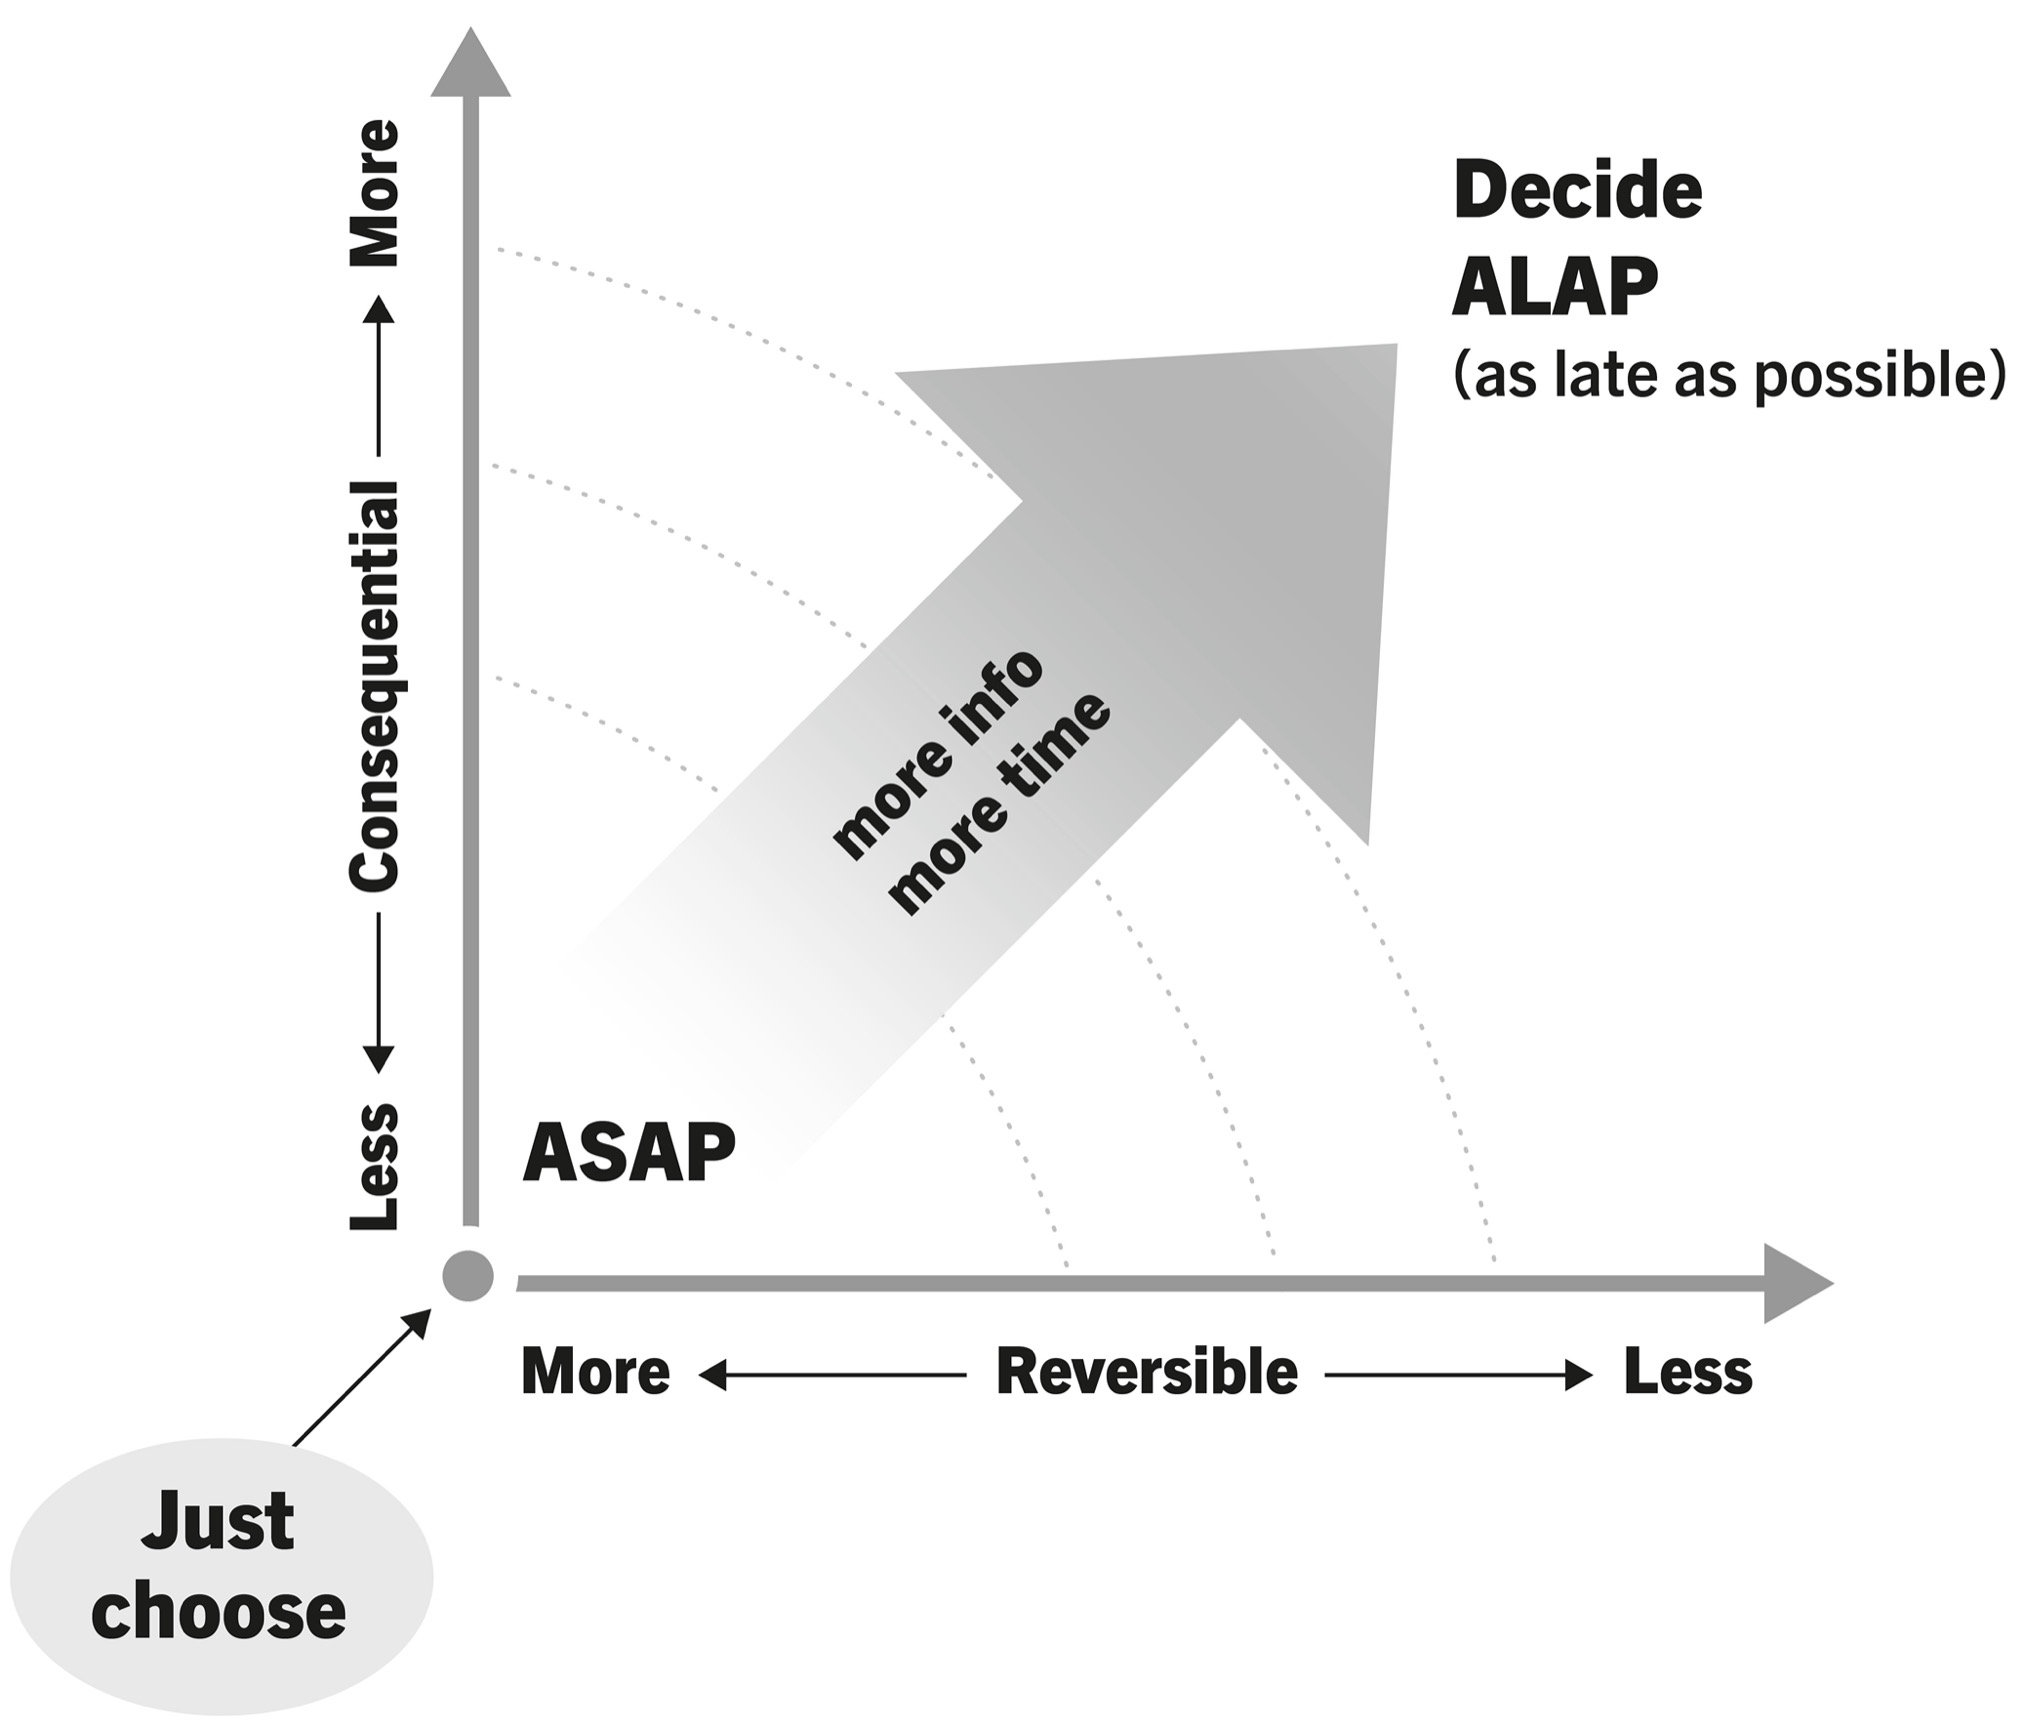 Decide
ALAP
(as late as possible)
More
Consequential
Less
more info
more time
ASAP
More
Reversible
Less
Just
choose